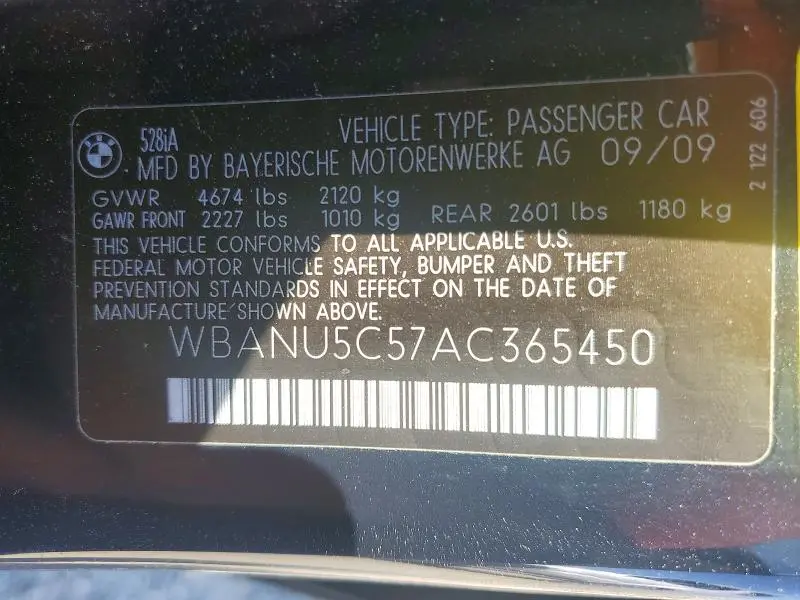 528iA VEHICLE TYPE: PASSENGER CAR
MFD BY BAYERISCHE MOTORENWERKE AG 09/09
GVWR 4674 lbs 2120 kg
GAWR FRONT 2227 lbs 1010 kg REAR 2601 lbs 1180 kg
THIS VEHICLE CONFORMS TO ALL APPLICABLE U.S.
FEDERAL MOTOR VEHICLE SAFETY, BUMPER AND THEFT
PREVENTION STANDARDS IN EFFECT ON THE DATE OF
MANUFACTURE SHOWN ABOVE.
WBANU5C57AC365450
2 122 606